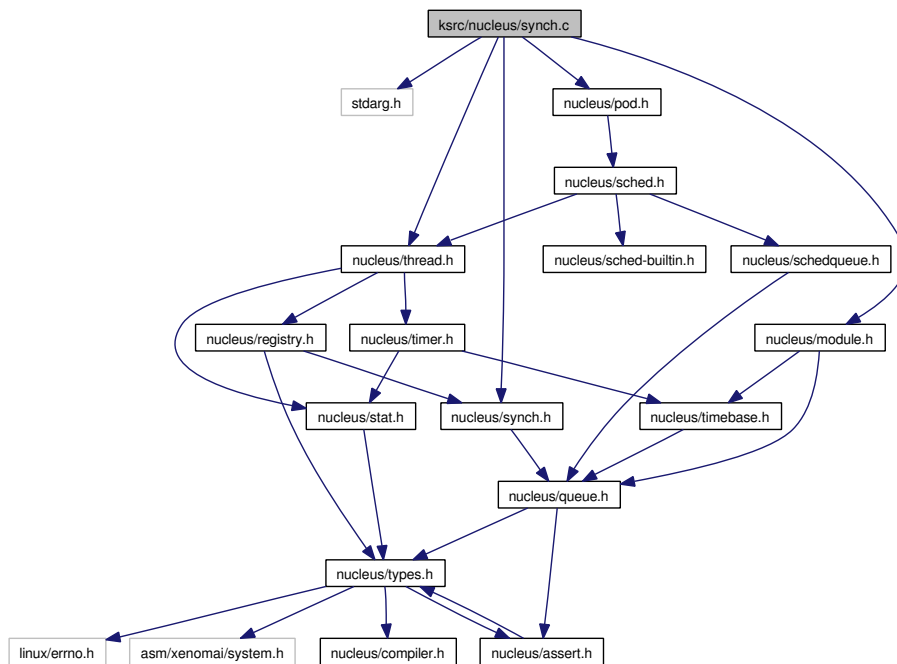 ksrc/nucleus/synch.c
stdarg.h
nucleus/pod.h
nucleus/sched.h
nucleus/thread.h
nucleus/sched-builtin.h
nucleus/schedqueue.h
nucleus/registry.h
nucleus/timer.h
nucleus/module.h
nucleus/stat.h
nucleus/synch.h
nucleus/timebase.h
nucleus/queue.h
nucleus/types.h
linux/errno.h
asm/xenomai/system.h
nucleus/compiler.h
nucleus/assert.h